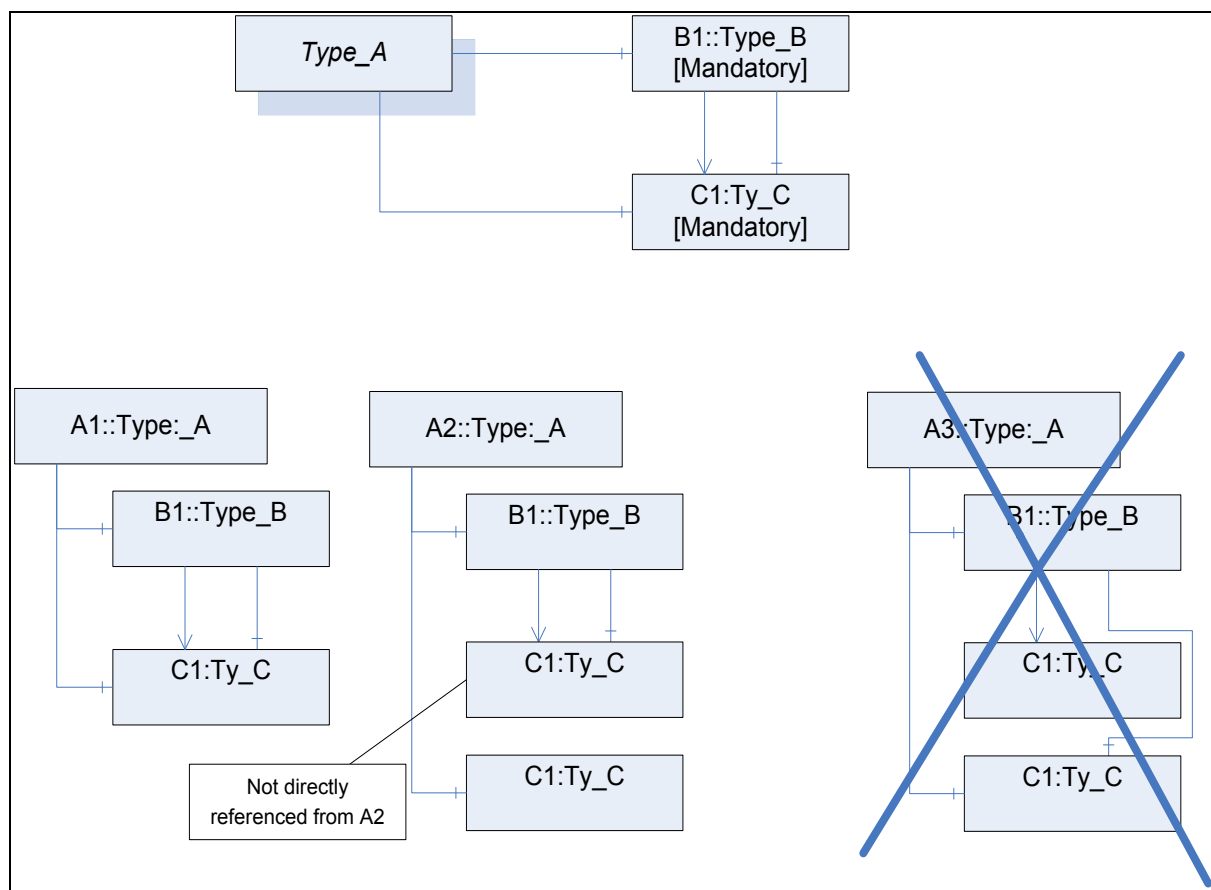 Type_A
B1::Type_B
[Mandatory]
C1:Ty_C
[Mandatory]
A1::Type:_A
B1::Type_B
C1:Ty_C
A2::Type:_A
B1::Type_B
C1:Ty_C
C1:Ty_C
Not directly
referenced from A2
A3::Type:_A
B1::Type_B
C1:Ty_C
C1:Ty_C